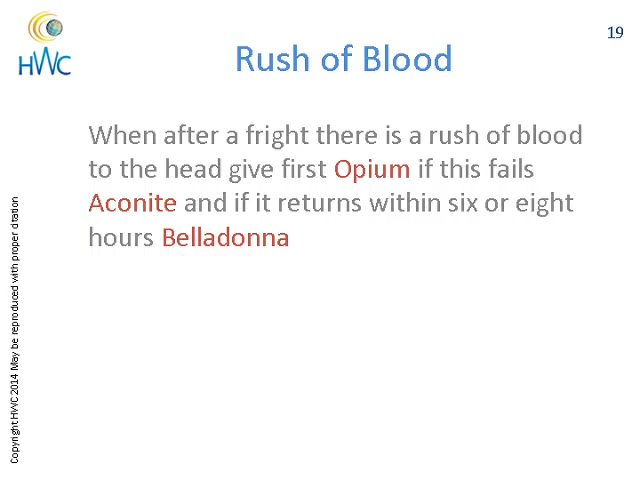 19
HWC
Rush of Blood
When after a fright there is a rush of blood
to the head give first Opium if this fails
Aconite and if it returns within six or eight
hours Belladonna
Copyright HWC 2014 May be reproduced with proper citation